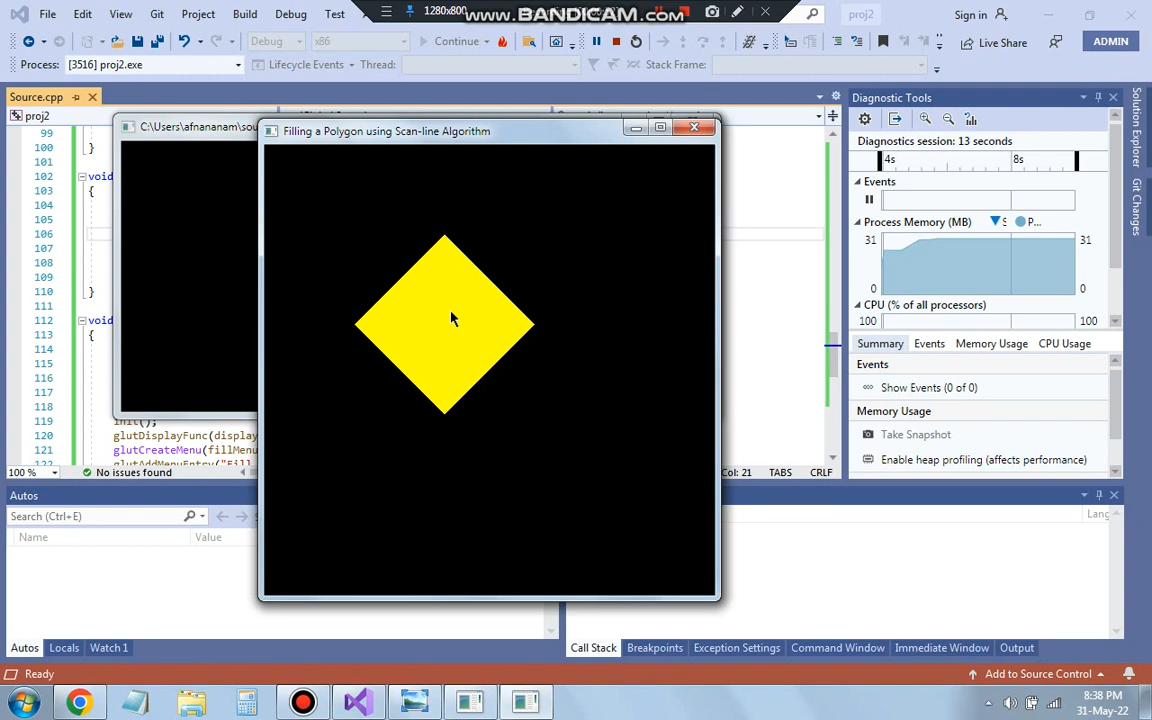 File Edit View Git Project Build Debug Test
1280x800
www.BANDICAM.com
proj2
Sign in
Debug x86 Continue
Live Share
ADMIN
Process: [3516] proj2.exe Lifecycle Events Thread: Stack Frame:
Source.cpp
proj2
C:\Users\afnananam\sou
Filling a Polygon using Scan-line Algorithm
99
100 }
101
102 void
103 {
104
105
106
107
108
109
110 }
111
112 void
113 {
114
115
116
117
118
119 init();
120 glutDisplayFunc(display
121 glutCreateMenu(fillMenu
122 glutAddMenuEntry("Fill
100 % No issues found
Col: 21 TABS CRLF
Diagnostic Tools
Diagnostics session: 13 seconds
4s 8s
Events
Process Memory (MB) S P...
31 31
0 0
CPU (% of all processors)
100 100
Summary Events Memory Usage CPU Usage
Events
Show Events (0 of 0)
Memory Usage
Take Snapshot
Enable heap profiling (affects performance)
Solution Explorer
Git Changes
Autos
Search (Ctrl+E)
Name Value
Lang
Autos Locals Watch 1
Call Stack Breakpoints Exception Settings Command Window Immediate Window Output
Ready
Add to Source Control
8:38 PM
31-May-22